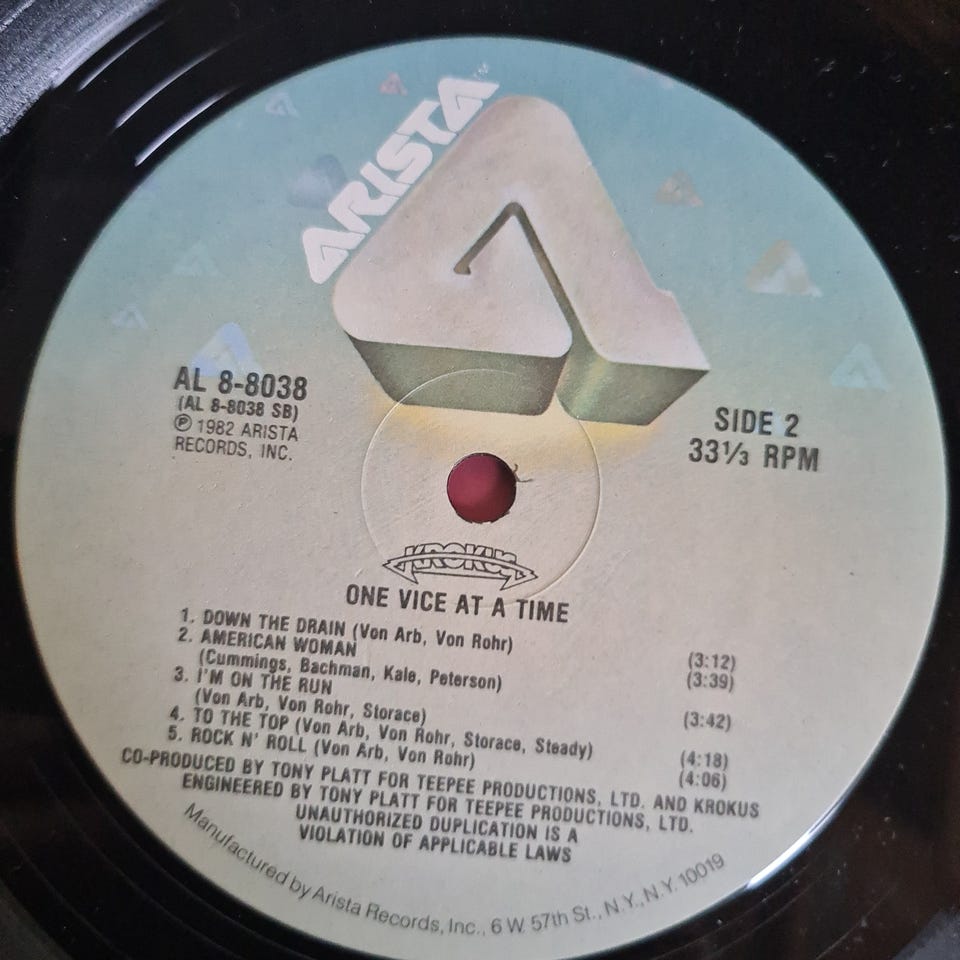 ARISTA
AL 8-8038
(AL 8-8038 SB)
℗ 1982 ARISTA
RECORDS, INC.
SIDE 2
33⅓ RPM
KROKUS
ONE VICE AT A TIME
1. DOWN THE DRAIN (Von Arb, Von Rohr) (3:12)
2. AMERICAN WOMAN
(Cummings, Bachman, Kale, Peterson) (3:39)
3. I'M ON THE RUN
(Von Arb, Von Rohr, Storace) (3:42)
4. TO THE TOP (Von Arb, Von Rohr, Storace, Steady) (4:18)
5. ROCK N' ROLL (Von Arb, Von Rohr) (4:06)
CO-PRODUCED BY TONY PLATT FOR TEEPEE PRODUCTIONS, LTD. AND KROKUS
ENGINEERED BY TONY PLATT FOR TEEPEE PRODUCTIONS, LTD.
UNAUTHORIZED DUPLICATION IS A
VIOLATION OF APPLICABLE LAWS
Manufactured by Arista Records, Inc., 6 W. 57th St., N.Y., N.Y. 10019